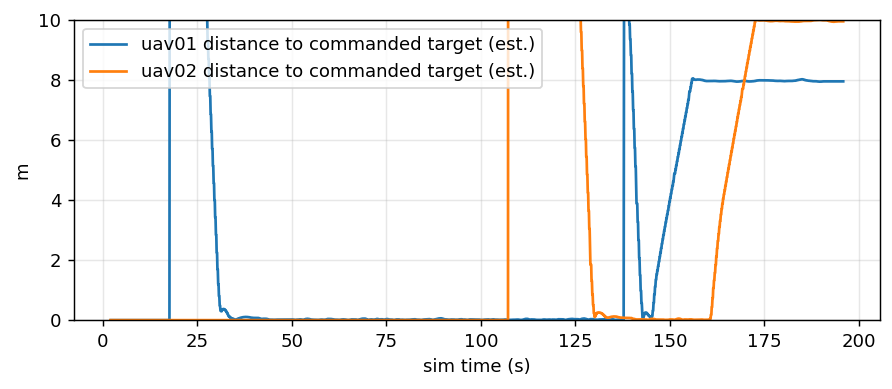 uav01 distance to commanded target (est.)
uav02 distance to commanded target (est.)
10
8
6
4
2
0
m
0 25 50 75 100 125 150 175 200
sim time (s)